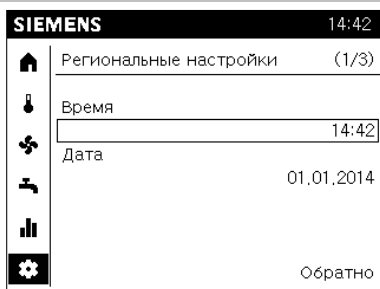 SIEMENS 14:42
Региональные настройки (1/3)
Время
14:42
Дата
01.01.2014
Обратно